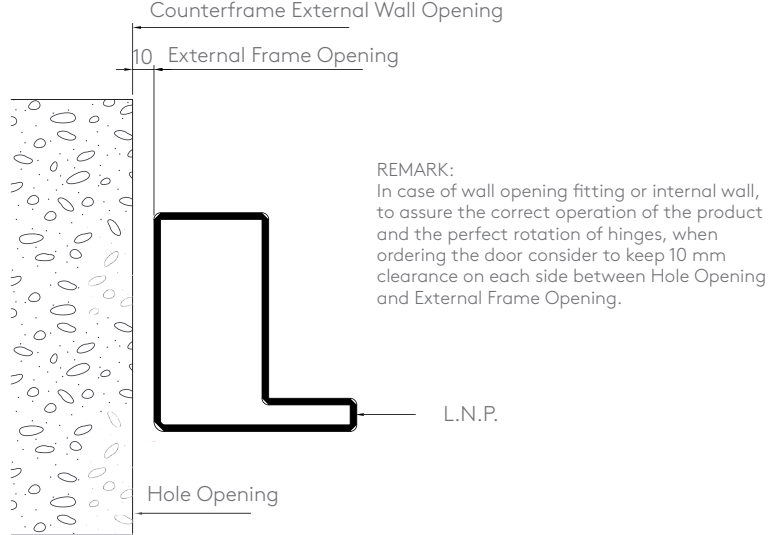 Counterframe External Wall Opening
10 External Frame Opening
REMARK:
In case of wall opening fitting or internal wall,
to assure the correct operation of the product
and the perfect rotation of hinges, when
ordering the door consider to keep 10 mm
clearance on each side between Hole Opening
and External Frame Opening.
L.N.P.
Hole Opening